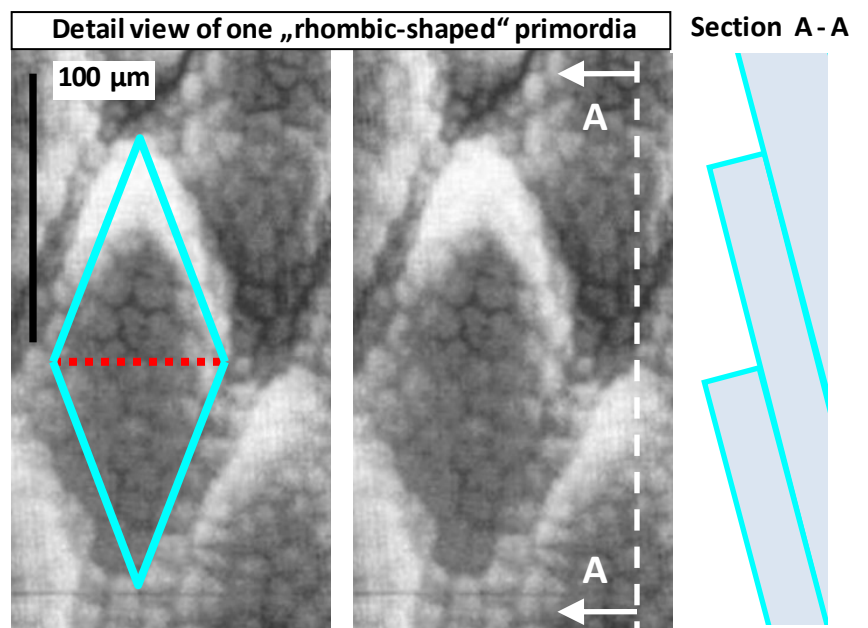 Detail view of one „rhombic-shaped“ primordia
Section A - A
100 µm
A
A